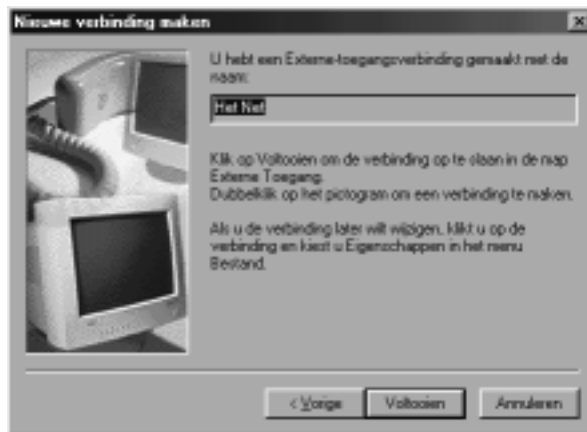 Nieuwe verbinding maken
U hebt een Externe-toegangsverbinding gemaakt met de
naam:
Het Net
Klik op Voltooien om de verbinding op te slaan in de map
Externe Toegang.
Dubbelklik op het pictogram om een verbinding te maken.
Als u de verbinding later wilt wijzigen, klikt u op de
verbinding en kiest u Eigenschappen in het menu
Bestand.
< Vorige
Voltooien
Annuleren